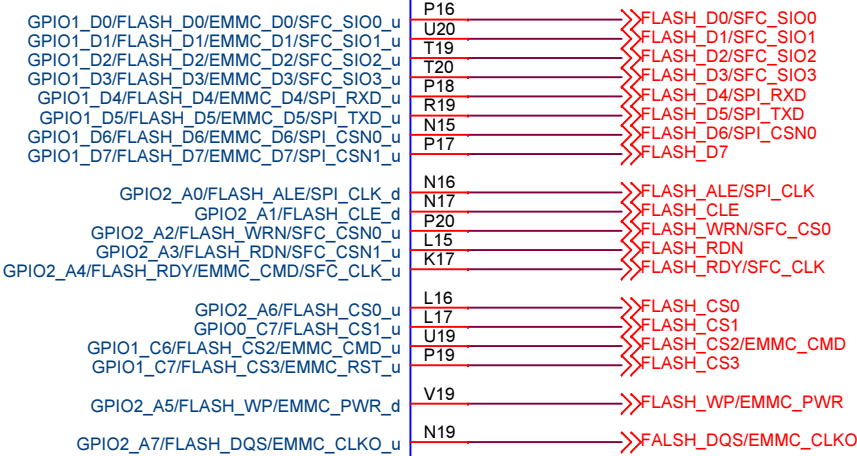 GPIO1_D0/FLASH_D0/EMMC_D0/SFC_SIO0_u P16 FLASH_D0/SFC_SIO0
GPIO1_D1/FLASH_D1/EMMC_D1/SFC_SIO1_u U20 FLASH_D1/SFC_SIO1
GPIO1_D2/FLASH_D2/EMMC_D2/SFC_SIO2_u T19 FLASH_D2/SFC_SIO2
GPIO1_D3/FLASH_D3/EMMC_D3/SFC_SIO3_u T20 FLASH_D3/SFC_SIO3
GPIO1_D4/FLASH_D4/EMMC_D4/SPI_RXD_u P18 FLASH_D4/SPI_RXD
GPIO1_D5/FLASH_D5/EMMC_D5/SPI_TXD_u R19 FLASH_D5/SPI_TXD
GPIO1_D6/FLASH_D6/EMMC_D6/SPI_CSN0_u N15 FLASH_D6/SPI_CSN0
GPIO1_D7/FLASH_D7/EMMC_D7/SPI_CSN1_u P17 FLASH_D7
GPIO2_A0/FLASH_ALE/SPI_CLK_d N16 FLASH_ALE/SPI_CLK
GPIO2_A1/FLASH_CLE_d N17 FLASH_CLE
GPIO2_A2/FLASH_WRN/SFC_CSN0_u P20 FLASH_WRN/SFC_CS0
GPIO2_A3/FLASH_RDN/SFC_CSN1_u L15 FLASH_RDN
GPIO2_A4/FLASH_RDY/EMMC_CMD/SFC_CLK_u K17 FLASH_RDY/SFC_CLK
GPIO2_A6/FLASH_CS0_u L16 FLASH_CS0
GPIO0_C7/FLASH_CS1_u L17 FLASH_CS1
GPIO1_C6/FLASH_CS2/EMMC_CMD_u U19 FLASH_CS2/EMMC_CMD
GPIO1_C7/FLASH_CS3/EMMC_RST_u P19 FLASH_CS3
GPIO2_A5/FLASH_WP/EMMC_PWR_d V19 FLASH_WP/EMMC_PWR
GPIO2_A7/FLASH_DQS/EMMC_CLKO_u N19 FALSH_DQS/EMMC_CLKO